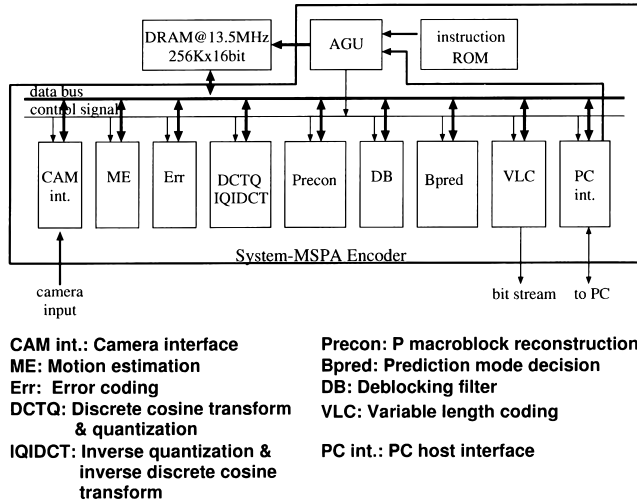 DRAM@13.5MHz
256Kx16bit
AGU
instruction
ROM
data bus
control signal
CAM
int.
ME
Err
DCTQ
IQIDCT
Precon
DB
Bpred
VLC
PC
int.
System-MSPA Encoder
camera
input
bit stream
to PC
CAM int.: Camera interface
ME: Motion estimation
Err: Error coding
DCTQ: Discrete cosine transform
& quantization
IQIDCT: Inverse quantization &
inverse discrete cosine
transform
Precon: P macroblock reconstruction
Bpred: Prediction mode decision
DB: Deblocking filter
VLC: Variable length coding
PC int.: PC host interface